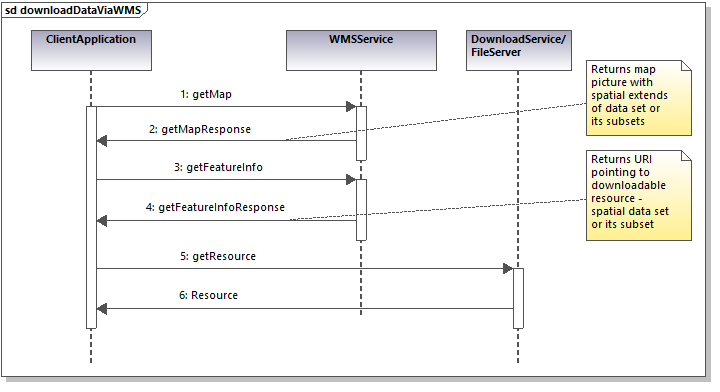 sd downloadDataViaWMS
ClientApplication
WMSService
DownloadService/
FileServer
Returns map
picture with
spatial extends
of data set or
its subsets
1: getMap
2: getMapResponse
Returns URI
pointing to
downloadable
resource -
spatial data set
or its subset
3: getFeatureInfo
4: getFeatureInfoResponse
5: getResource
6: Resource